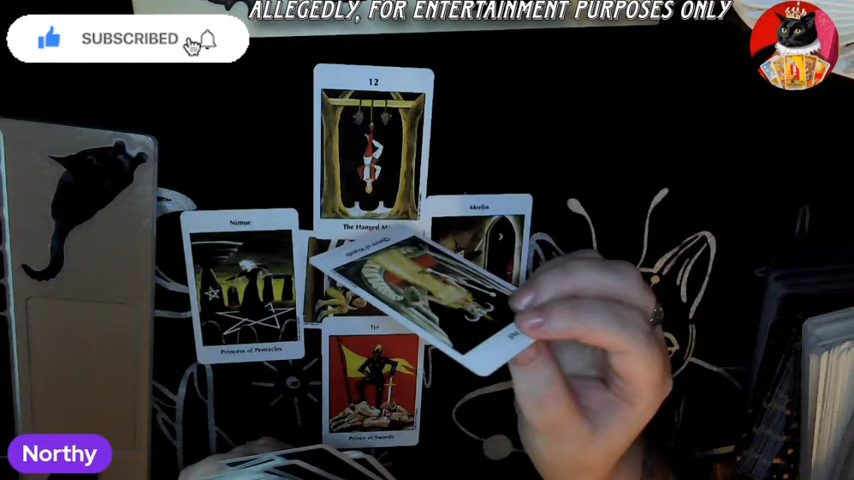 ALLEGEDLY, FOR ENTERTAINMENT PURPOSES ONLY
SUBSCRIBED
12
The Hanged M
Nimue
Merlin
Princess of Pentacles
Tyr
Prince of Swords
Northy